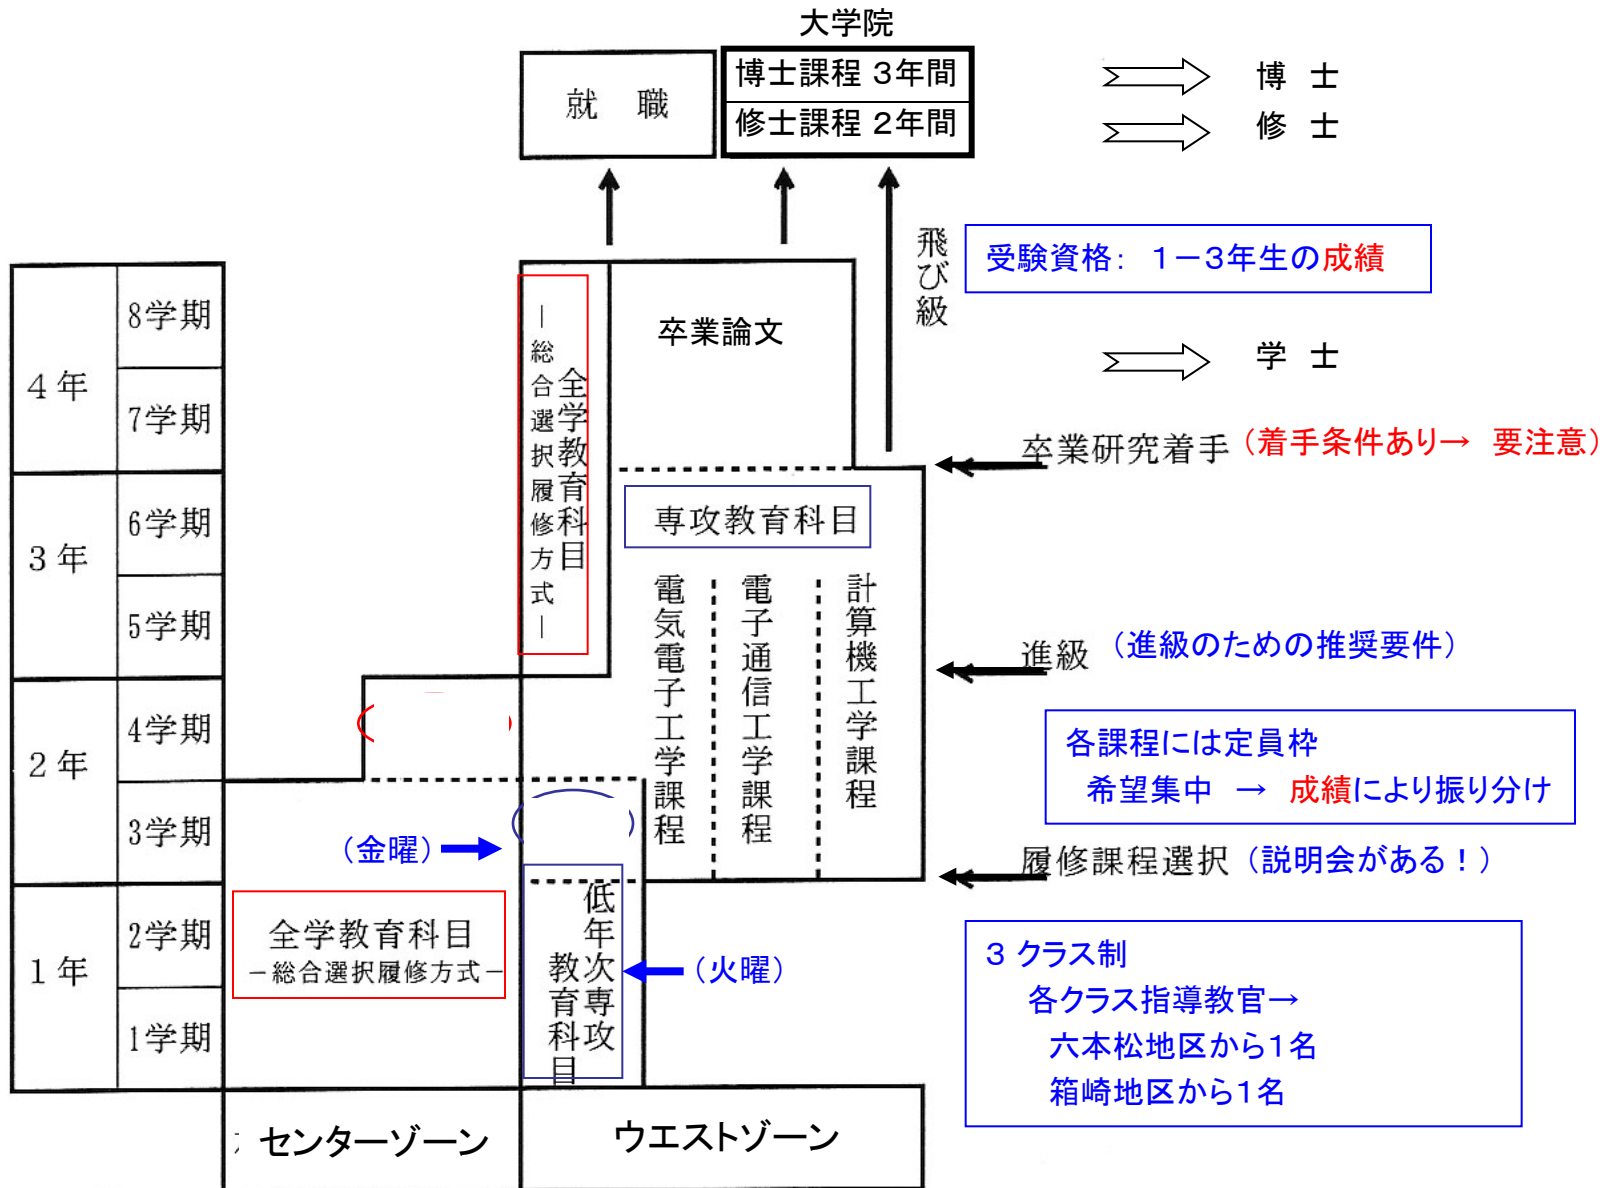 大学院
就　職
博士課程 3年間
修士課程 2年間
博　士
修　士
飛び級
受験資格：　1－3年生の成績
学　士
4年
8学期
7学期
3年
6学期
5学期
2年
4学期
3学期
1年
2学期
1学期
全学教育科目
－総合選択履修方式－
卒業論文
卒業研究着手（着手条件あり→　要注意）
専攻教育科目
電気電子工学課程
電子通信工学課程
計算機工学課程
進級　（進級のための推奨要件）
各課程には定員枠
希望集中　→　成績により振り分け
（金曜）
履修課程選択（説明会がある！）
全学教育科目
－総合選択履修方式－
低年次専攻
教育科目
（火曜）
3 クラス制
各クラス指導教官→
六本松地区から1名
箱崎地区から1名
センターゾーン
ウエストゾーン